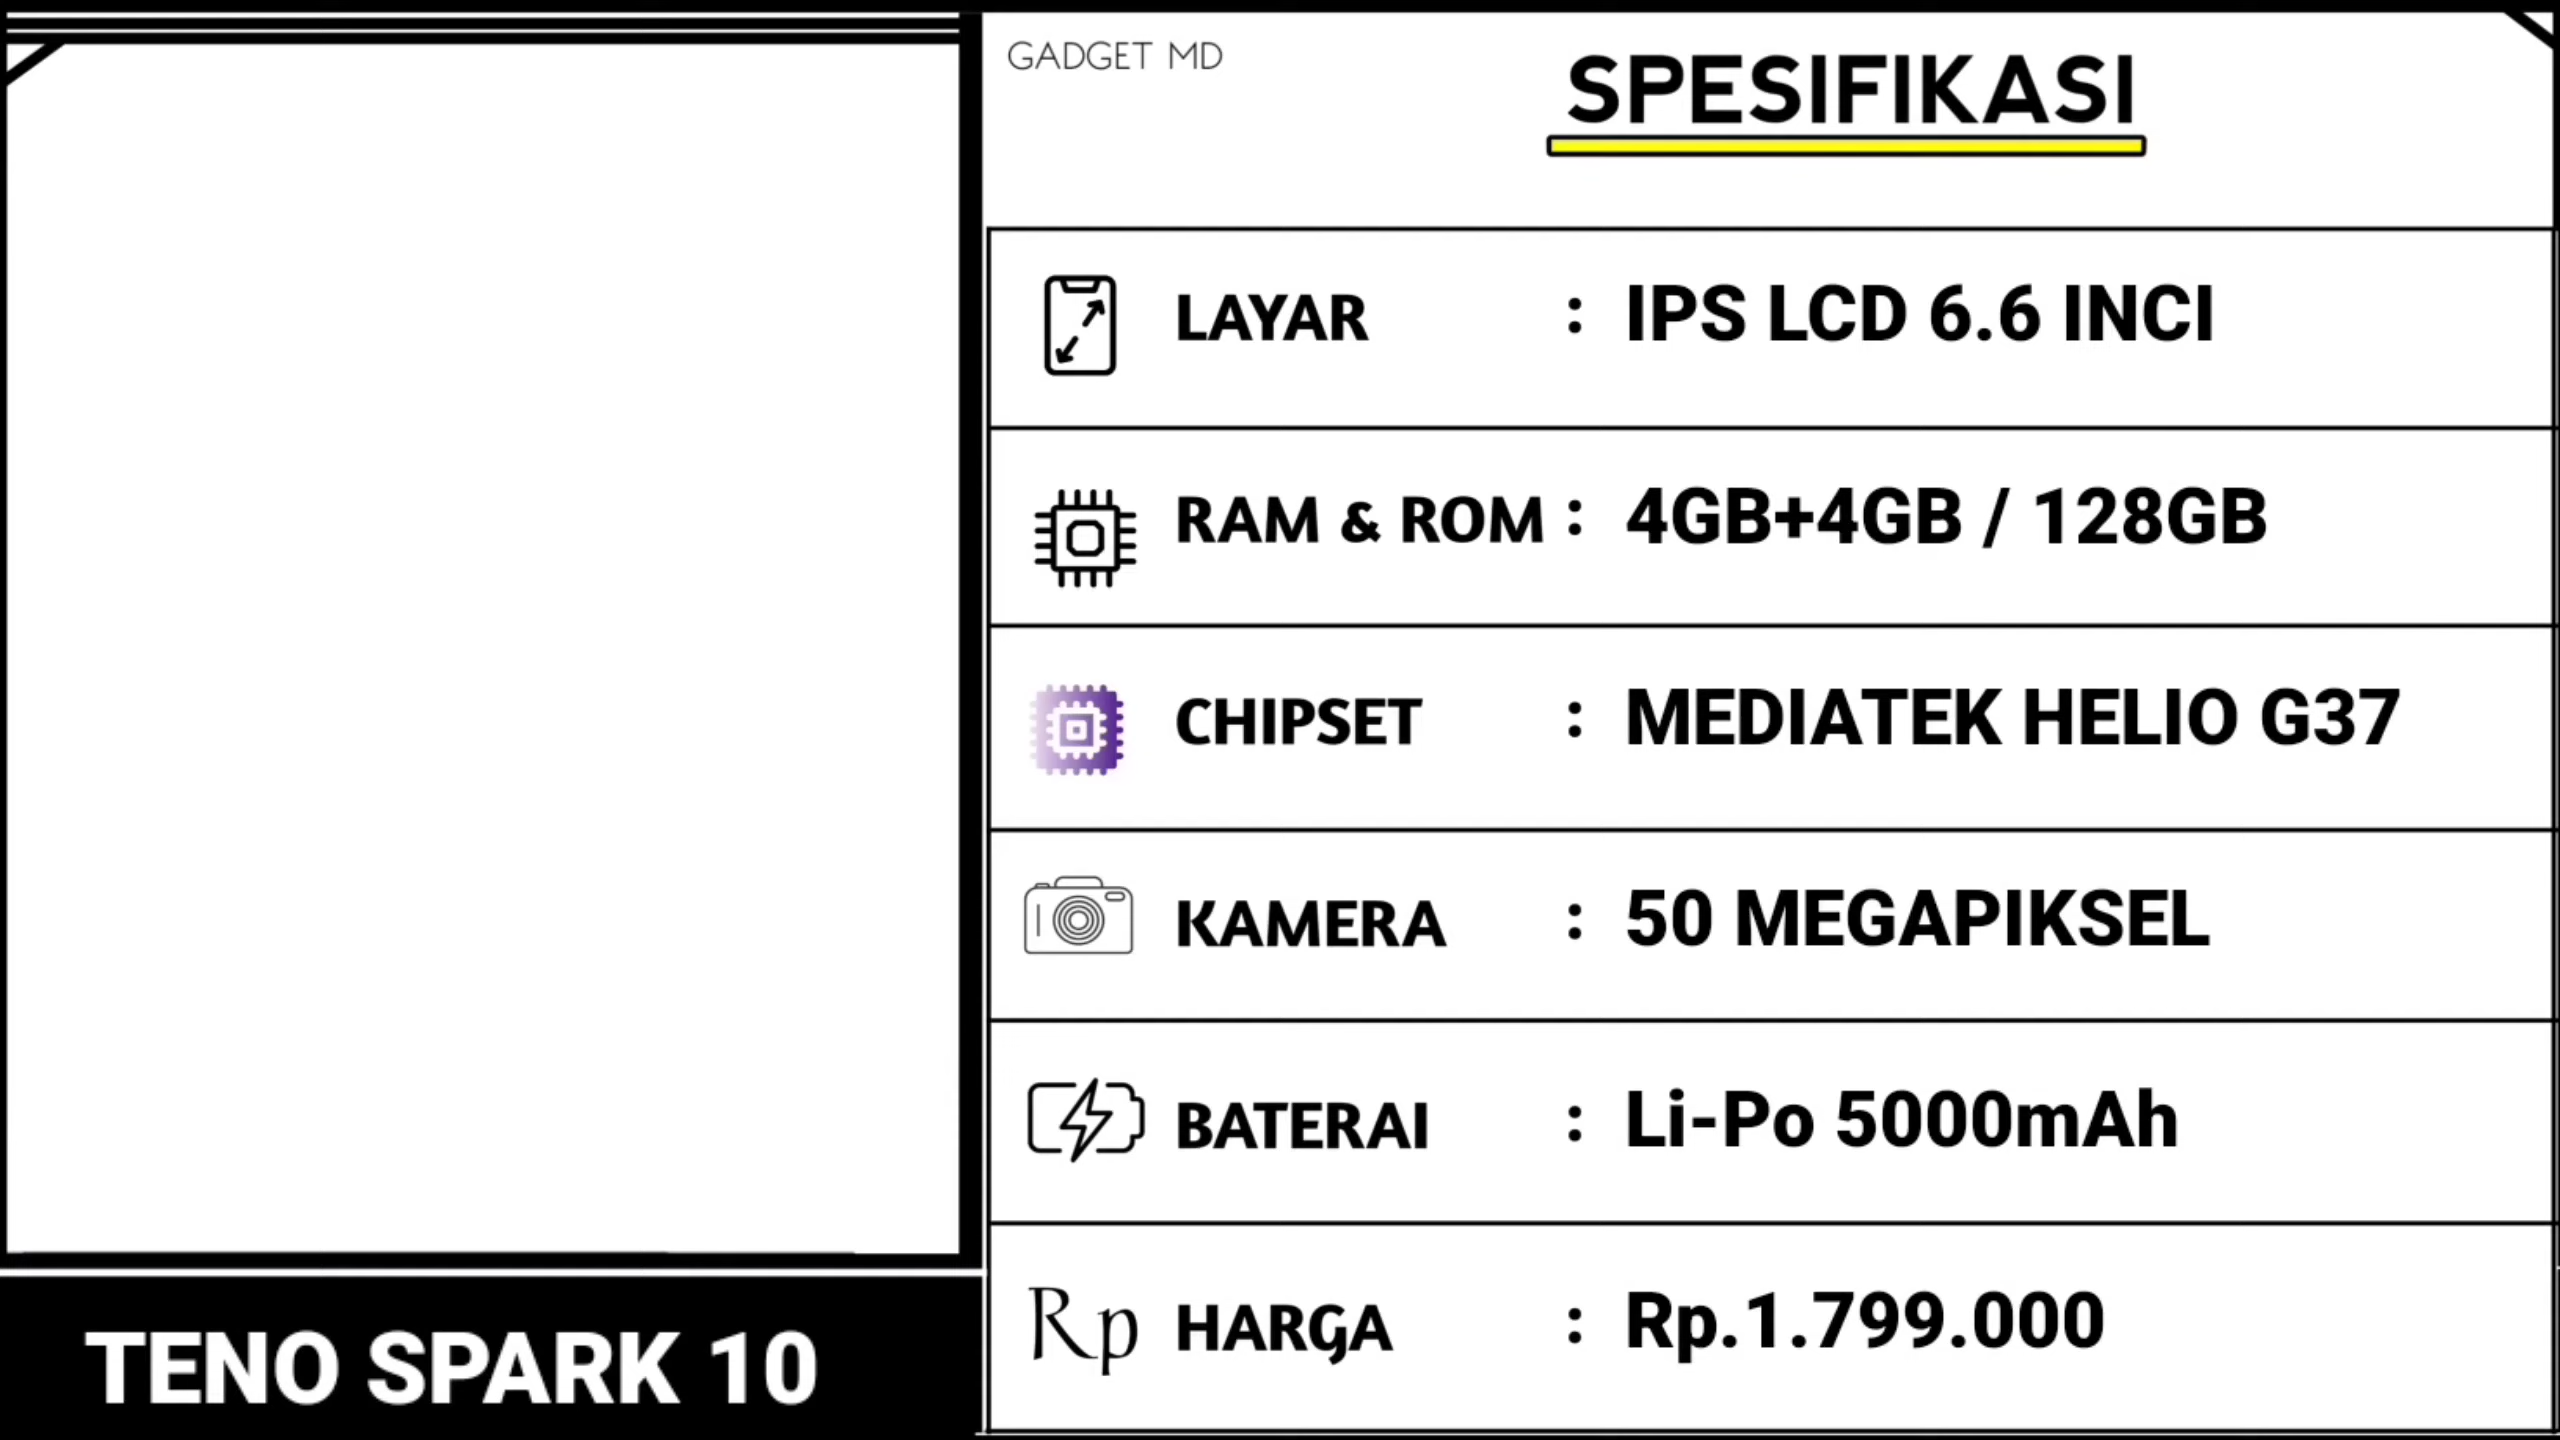 GADGET MD
SPESIFIKASI
LAYAR : IPS LCD 6.6 INCI
RAM & ROM : 4GB+4GB / 128GB
CHIPSET : MEDIATEK HELIO G37
KAMERA : 50 MEGAPIKSEL
BATERAI : Li-Po 5000mAh
Rp HARGA : Rp.1.799.000
TENO SPARK 10